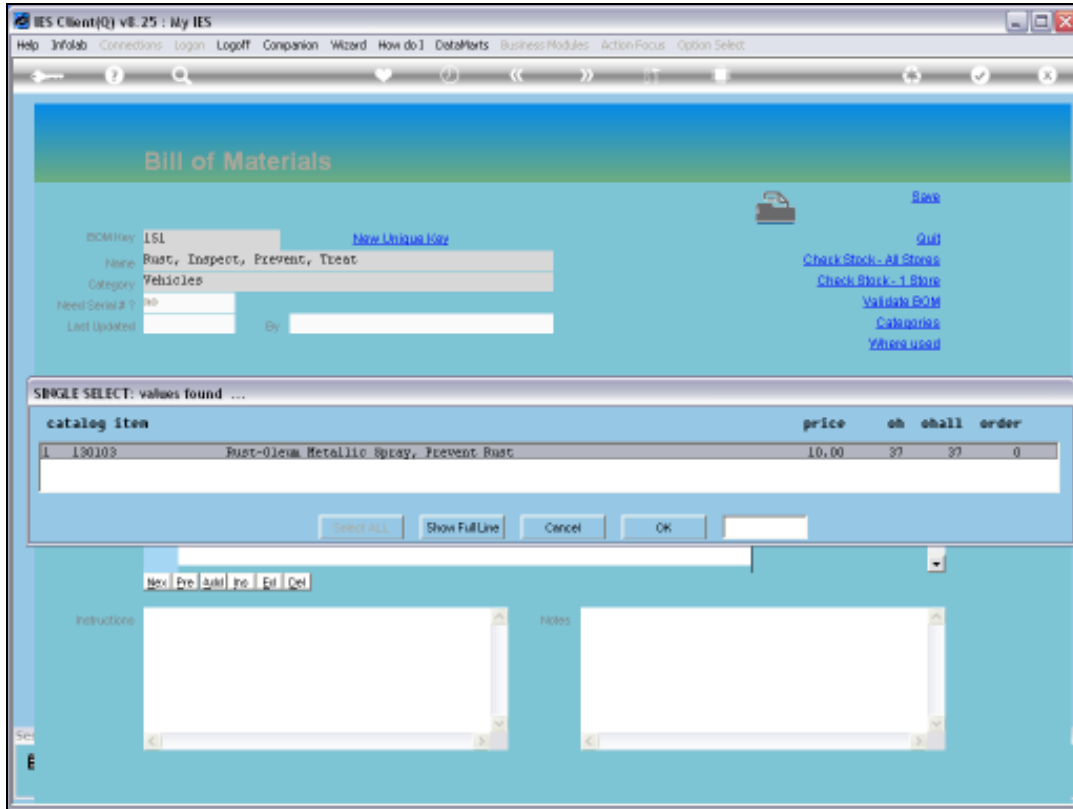 IES Client(Q) v8.25 : My IES
Help Infolab Connections Logon Logoff Companion Wizard How do I DataMarts Business Modules Action Focus Option Select
Bill of Materials
Save
BOM Key 151 New Unique Key Quit
Name Rust, Inspect, Prevent, Treat Check Stock - All Stores
Category Vehicles Check Stock - 1 Store
Need Serial # ? no Validate BOM
Last Updated By Categories
Where used
SINGLE SELECT: values found ...
catalog item price oh ohall order
1 130103 Rust-Oleum Metallic Spray, Prevent Rust 10.00 37 37 0
Select ALL Show Full Line Cancel OK
Nex Pre Add Ins Ed Del
Instructions Notes